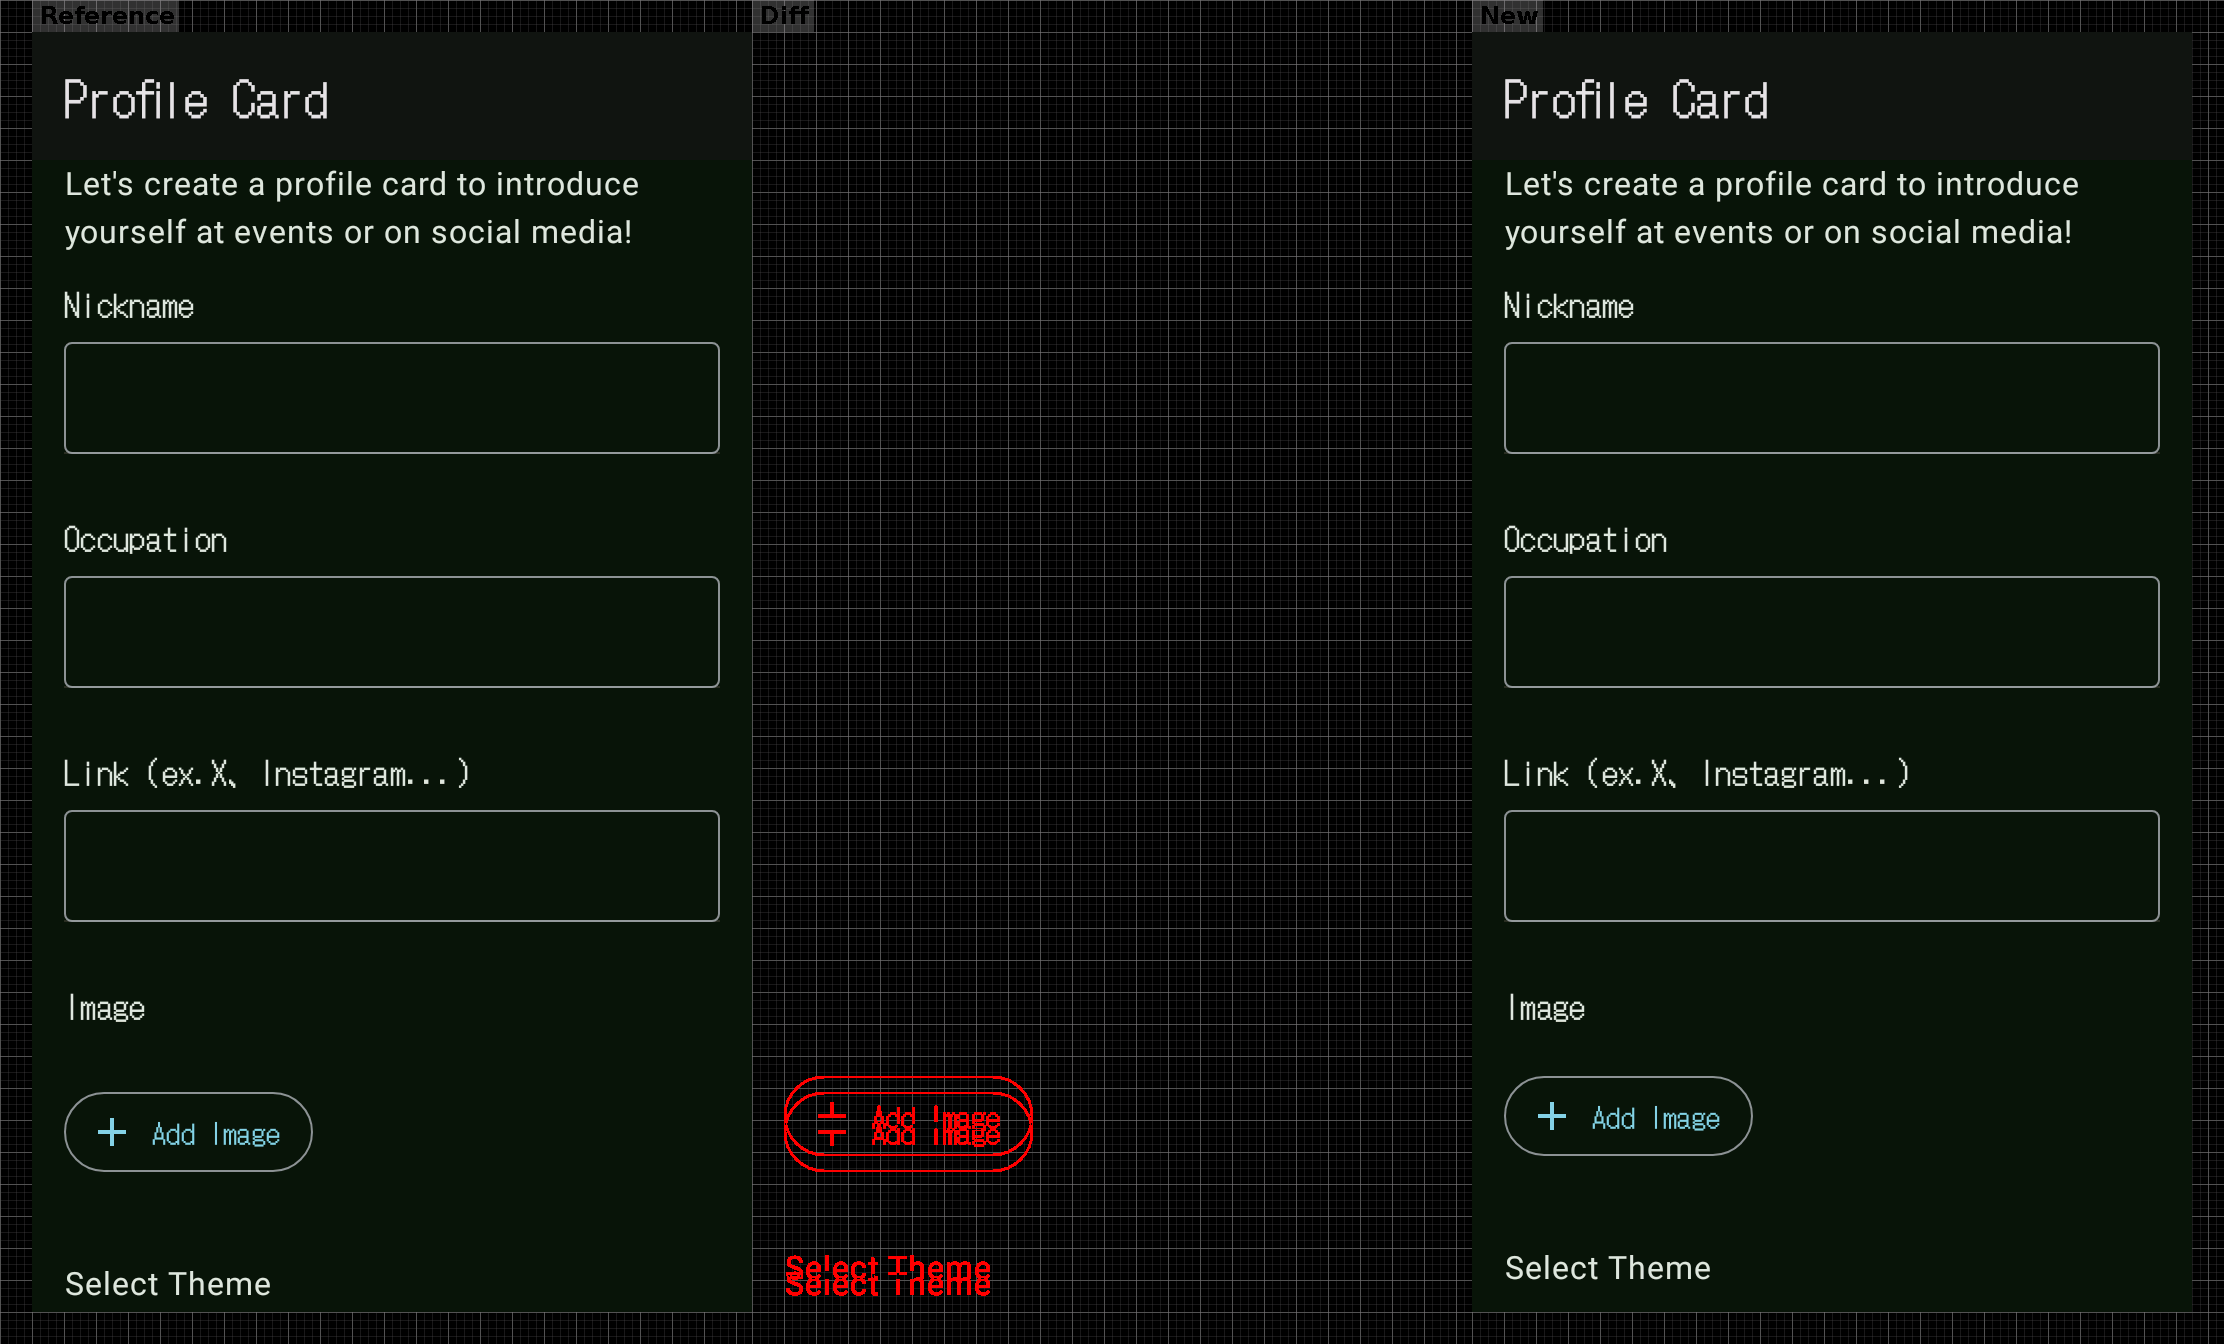 Reference
Profile Card
Let's create a profile card to introduce
yourself at events or on social media!
Nickname
Occupation
Link (ex.X、Instagram...)
Image
Add Image
Select Theme
Diff
Add Image
Add Image
Select Theme
Select Theme
New
Profile Card
Let's create a profile card to introduce
yourself at events or on social media!
Nickname
Occupation
Link (ex.X、Instagram...)
Image
Add Image
Select Theme